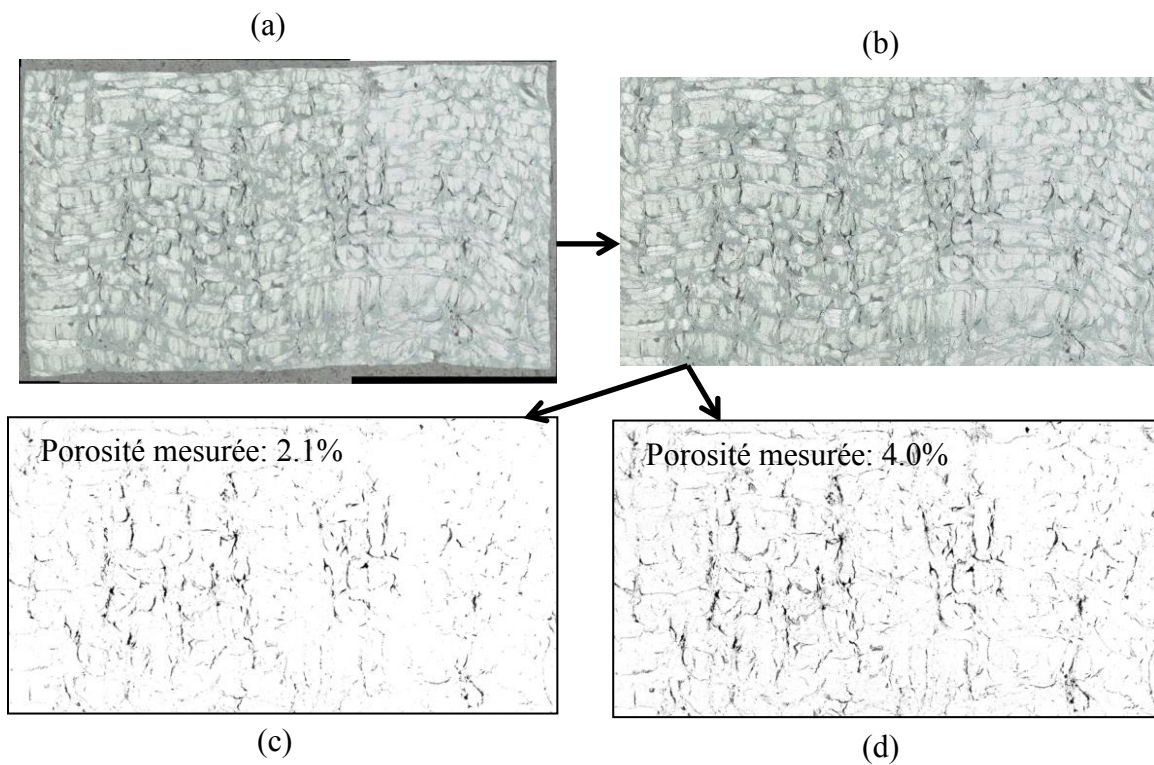 (a)
(b)
Porosité mesurée: 2.1%
Porosité mesurée: 4.0%
(c)
(d)